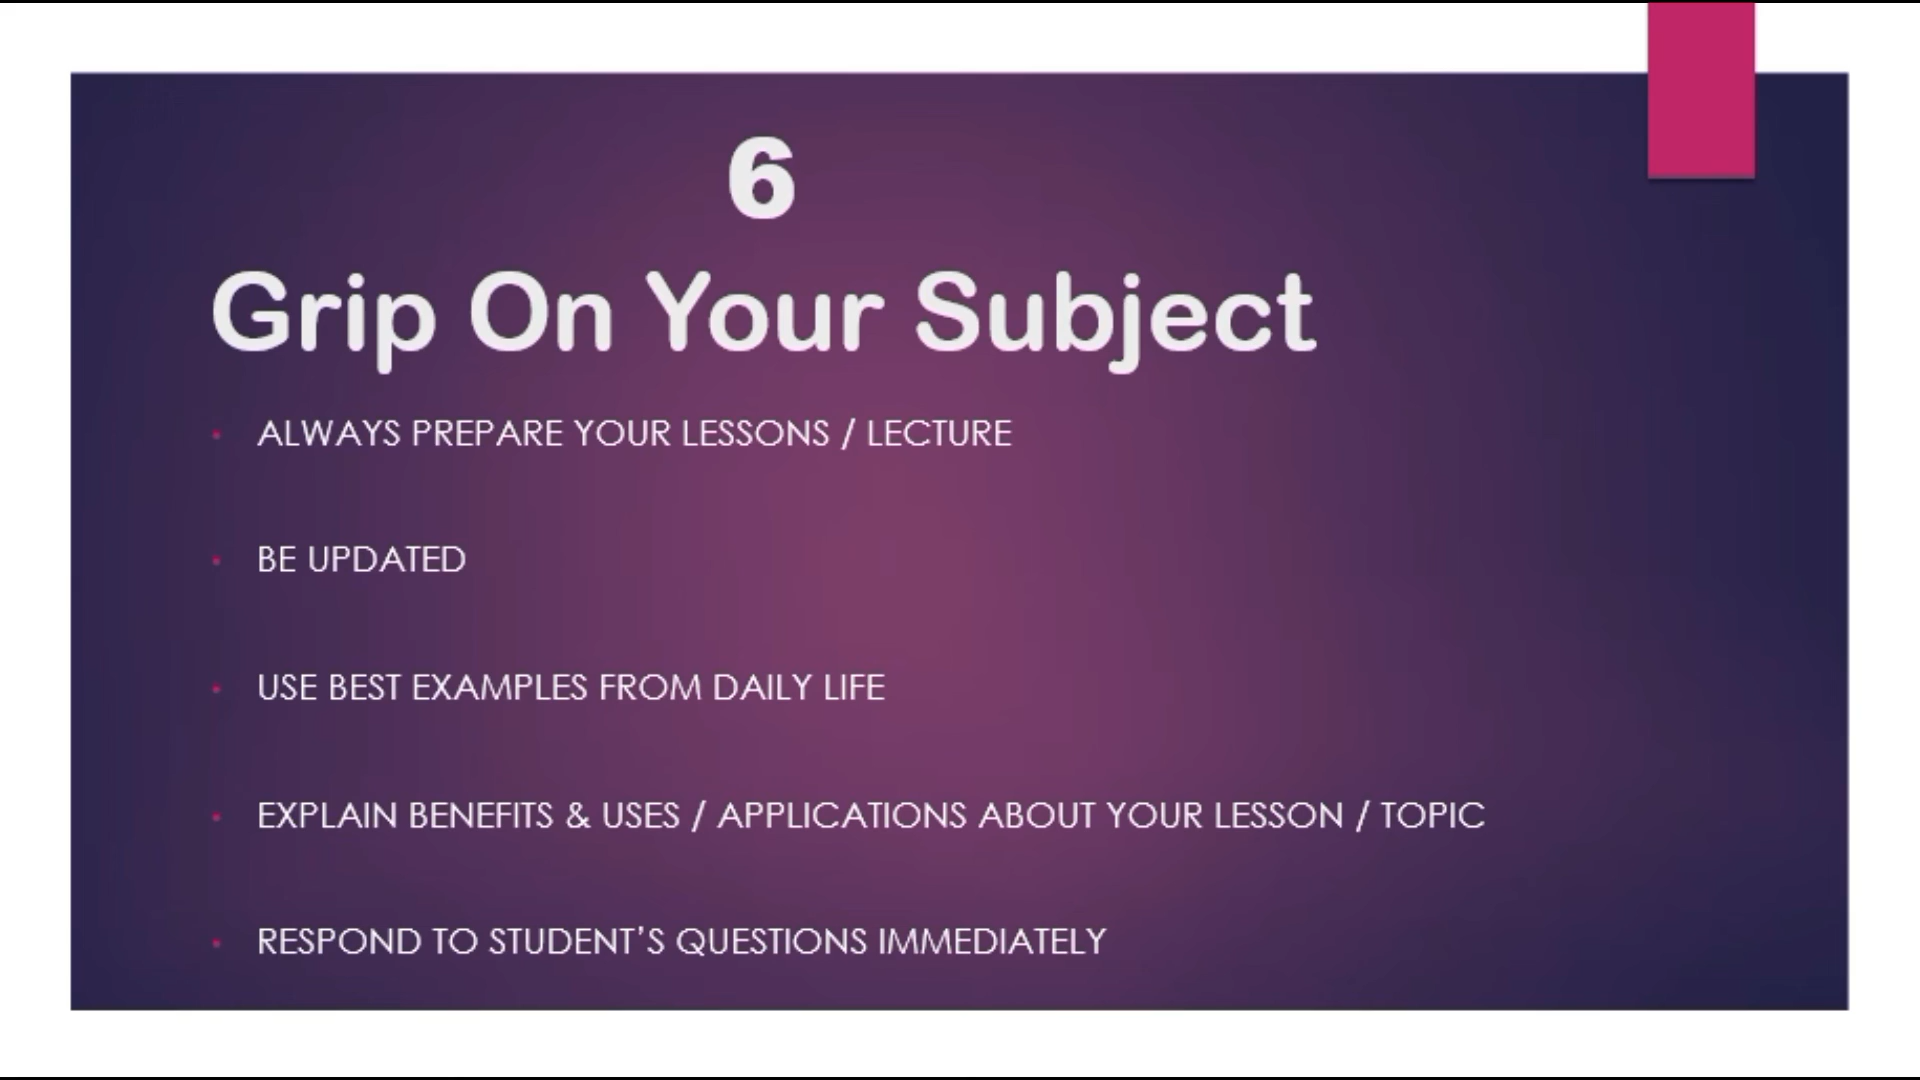 6
Grip On Your Subject
• ALWAYS PREPARE YOUR LESSONS / LECTURE
• BE UPDATED
• USE BEST EXAMPLES FROM DAILY LIFE
• EXPLAIN BENEFITS & USES / APPLICATIONS ABOUT YOUR LESSON / TOPIC
• RESPOND TO STUDENT’S QUESTIONS IMMEDIATELY